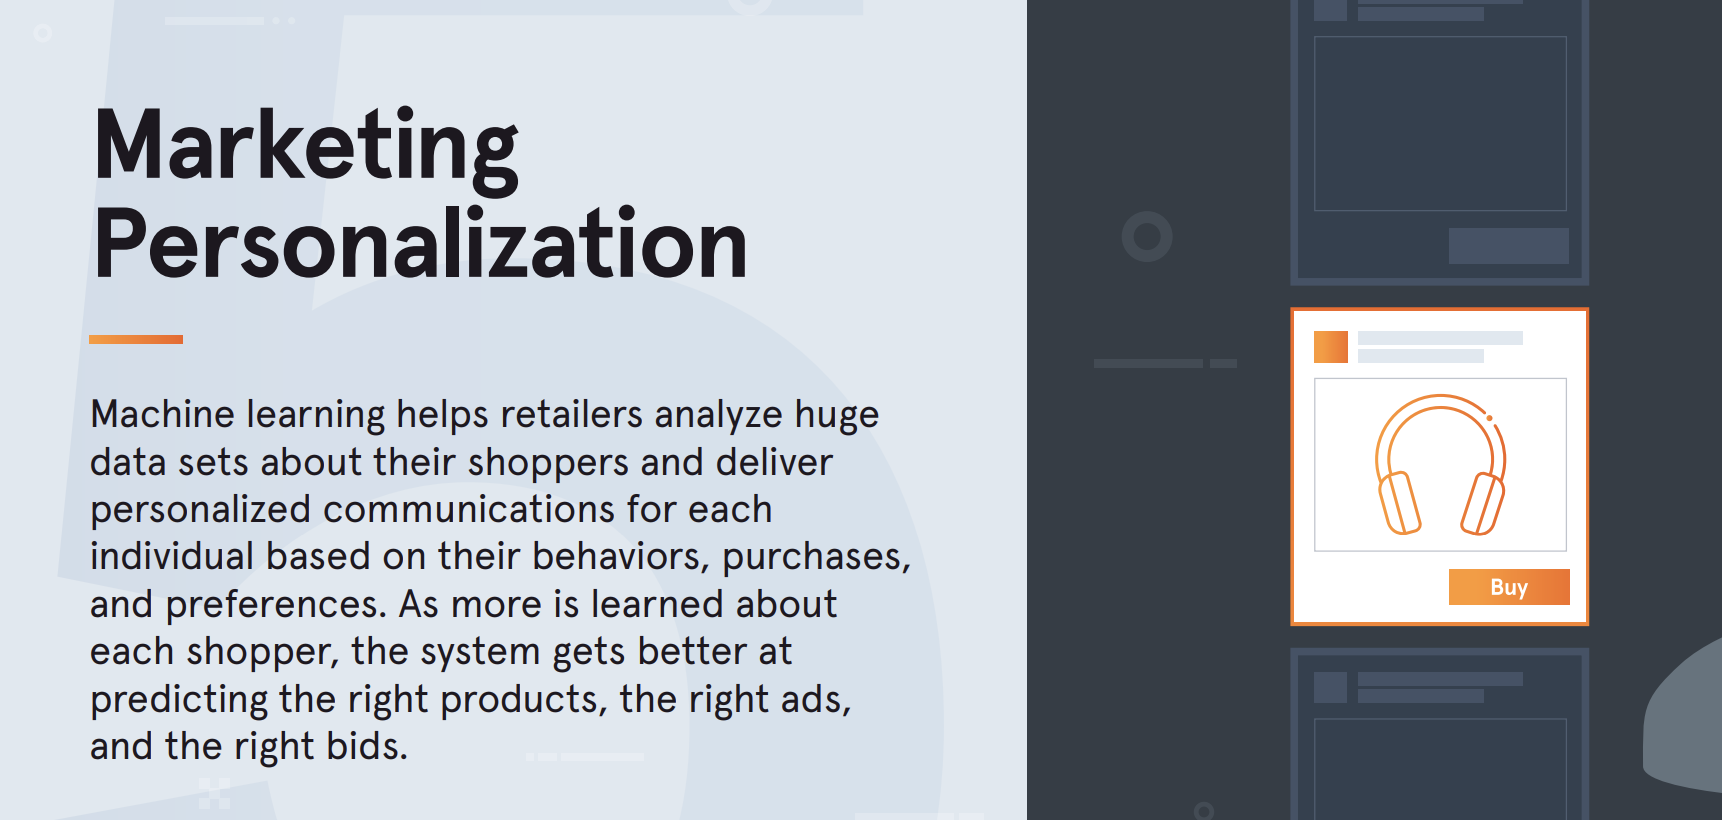 Marketing
Personalization
Machine learning helps retailers analyze huge
data sets about their shoppers and deliver
personalized communications for each
individual based on their behaviors, purchases,
and preferences. As more is learned about
each shopper, the system gets better at
predicting the right products, the right ads,
and the right bids.
Buy